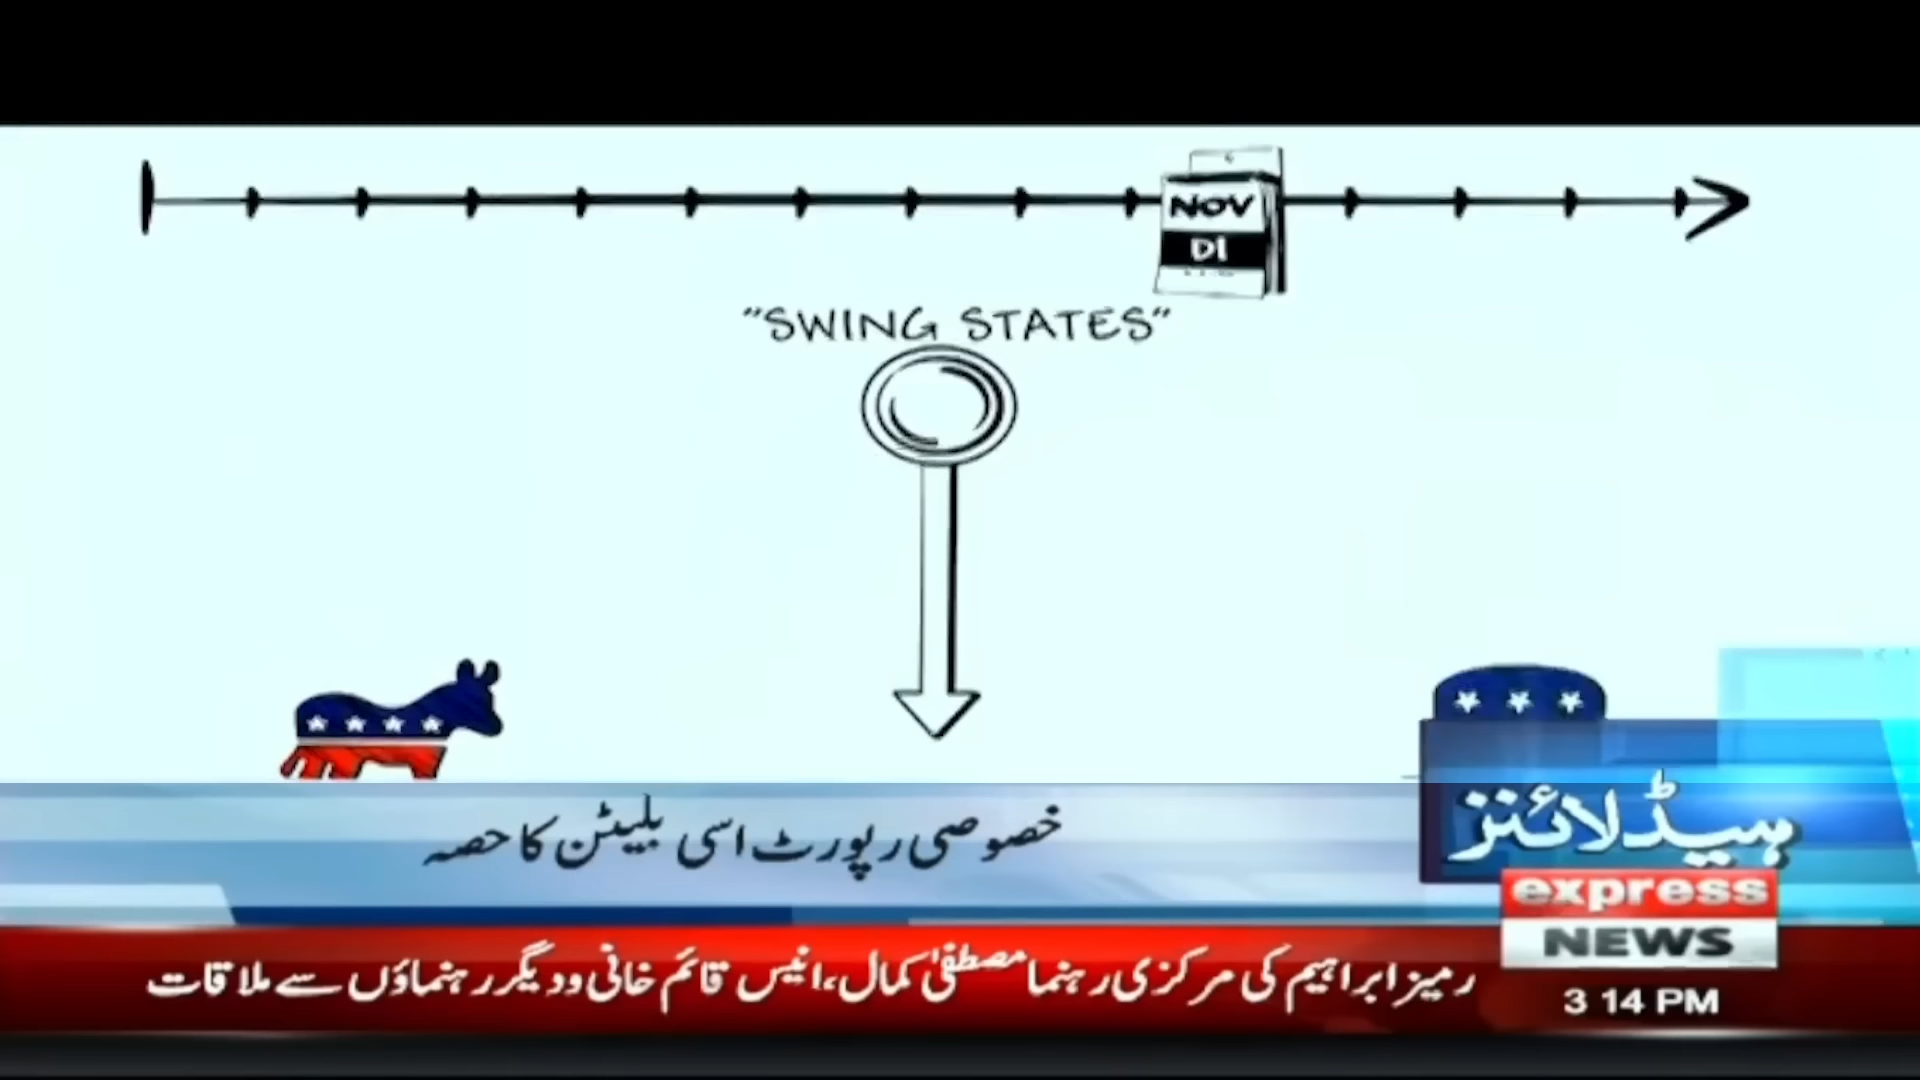 NOV
DI
"SWING STATES"
خصوصی رپورٹ اسی بلیٹن کا حصہ
ہیڈلائنز
express
NEWS
رمیز ابراہیم کی مرکزی رہنما مصطفیٰ کمال، انیس قائم خانی و دیگر رہنماؤں سے ملاقات
3 14 PM